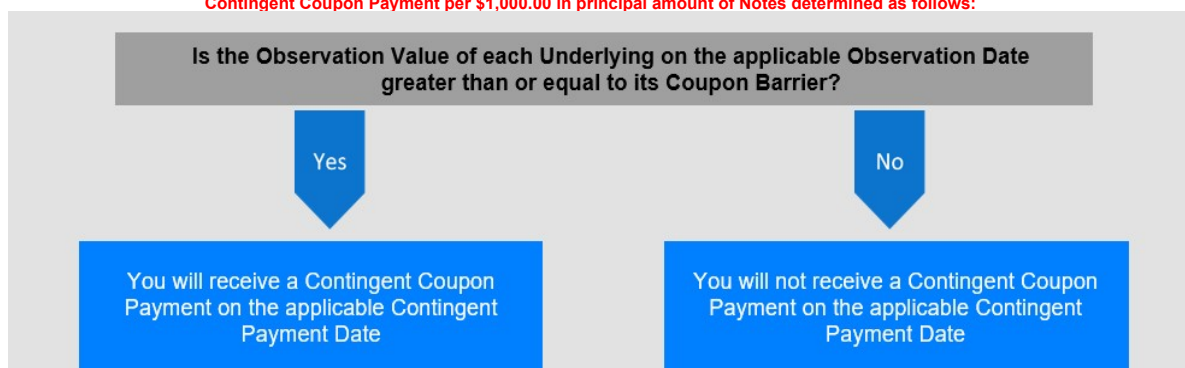 Contingent Coupon Payment per $1,000.00 in principal amount of Notes determined as follows:
Is the Observation Value of each Underlying on the applicable Observation Date
greater than or equal to its Coupon Barrier?
Yes
No
You will receive a Contingent Coupon
Payment on the applicable Contingent
Payment Date
You will not receive a Contingent Coupon
Payment on the applicable Contingent
Payment Date